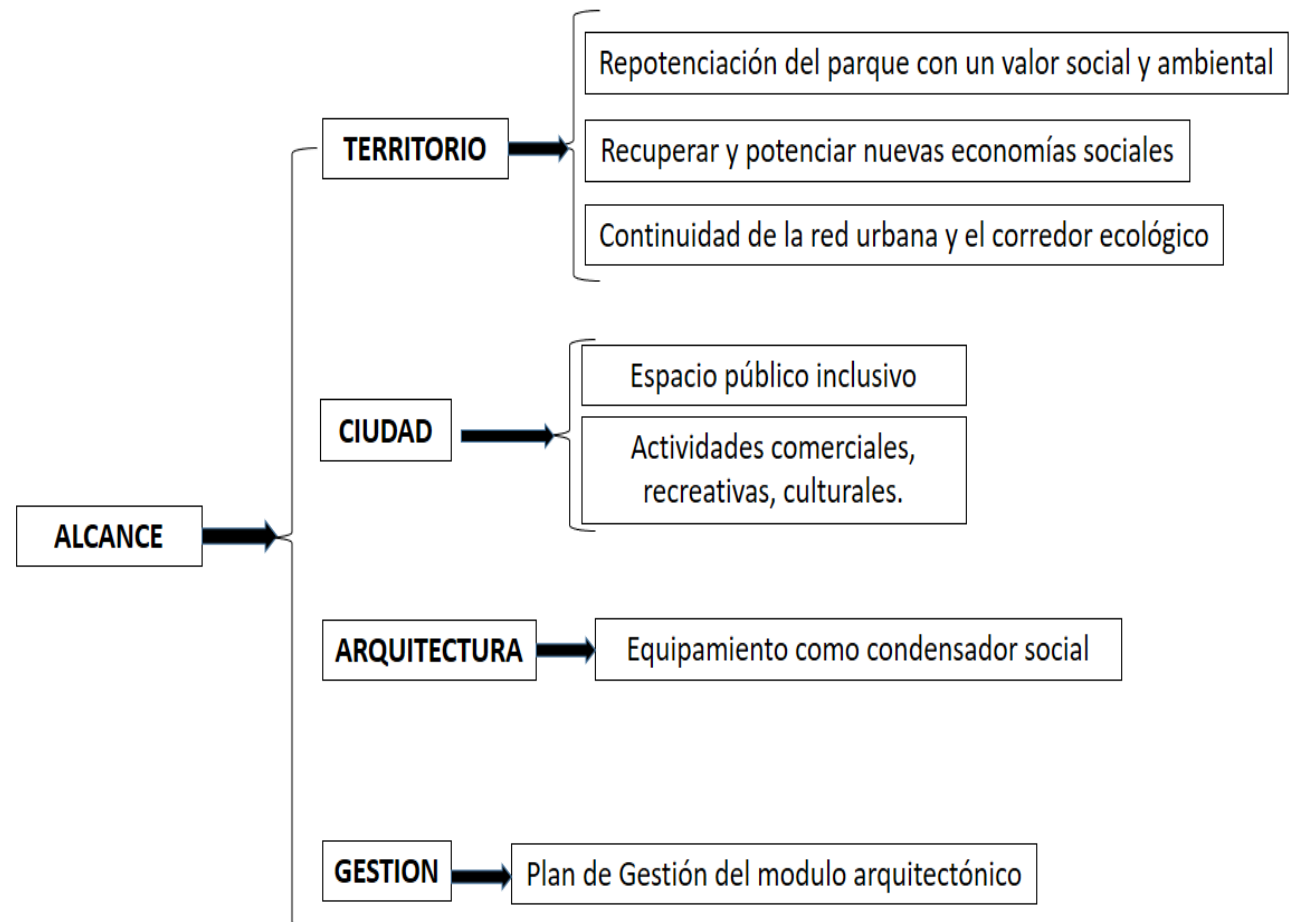 ALCANCE
TERRITORIO
Repotenciación del parque con un valor social y ambiental
Recuperar y potenciar nuevas economías sociales
Continuidad de la red urbana y el corredor ecológico
CIUDAD
Espacio público inclusivo
Actividades comerciales,
recreativas, culturales.
ARQUITECTURA
Equipamiento como condensador social
GESTION
Plan de Gestión del modulo arquitectónico